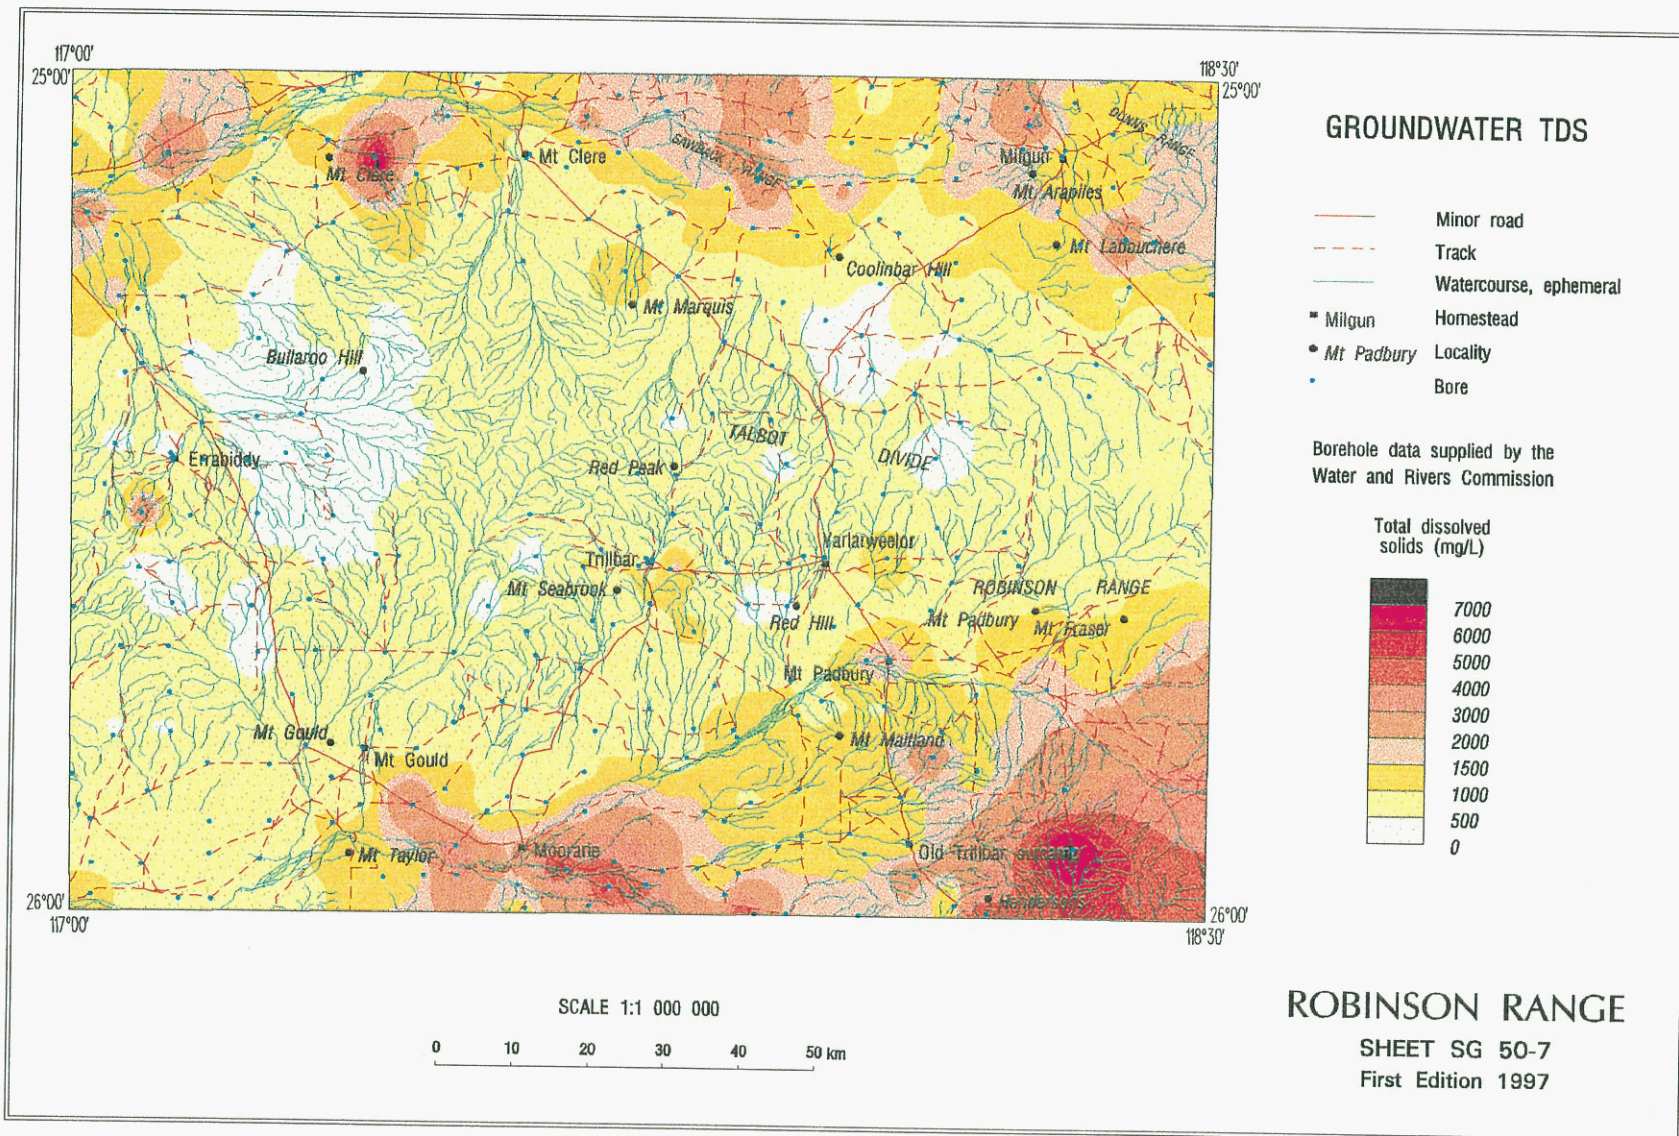 117°00'
25°00'
118°30'
25°00'
DUNNS RANGE
SAWBACK RANGE
Mt Clere
Mt Clere
Milgun
Mt Arapiles
Mt Labouchere
Coolinbar Hill
Mt Marquis
Bullaroo Hill
TALBOT
DIVIDE
Errabiddy
Red Peak
Yarlarweelor
Trillbar
Mt Seabrook
ROBINSON RANGE
Red Hill
Mt Padbury
Mt Fraser
Mt Padbury
Mt Gould
Mt Gould
Mt Maitland
Mt Taylor
Moorarie
Old Trillbar outcamp
Hendersons
26°00'
117°00'
26°00'
118°30'
GROUNDWATER TDS
Minor road
Track
Watercourse, ephemeral
Milgun Homestead
Mt Padbury Locality
Bore
Borehole data supplied by the
Water and Rivers Commission
Total dissolved
solids (mg/L)
7000
6000
5000
4000
3000
2000
1500
1000
500
0
SCALE 1:1 000 000
0 10 20 30 40 50 km
ROBINSON RANGE
SHEET SG 50-7
First Edition 1997